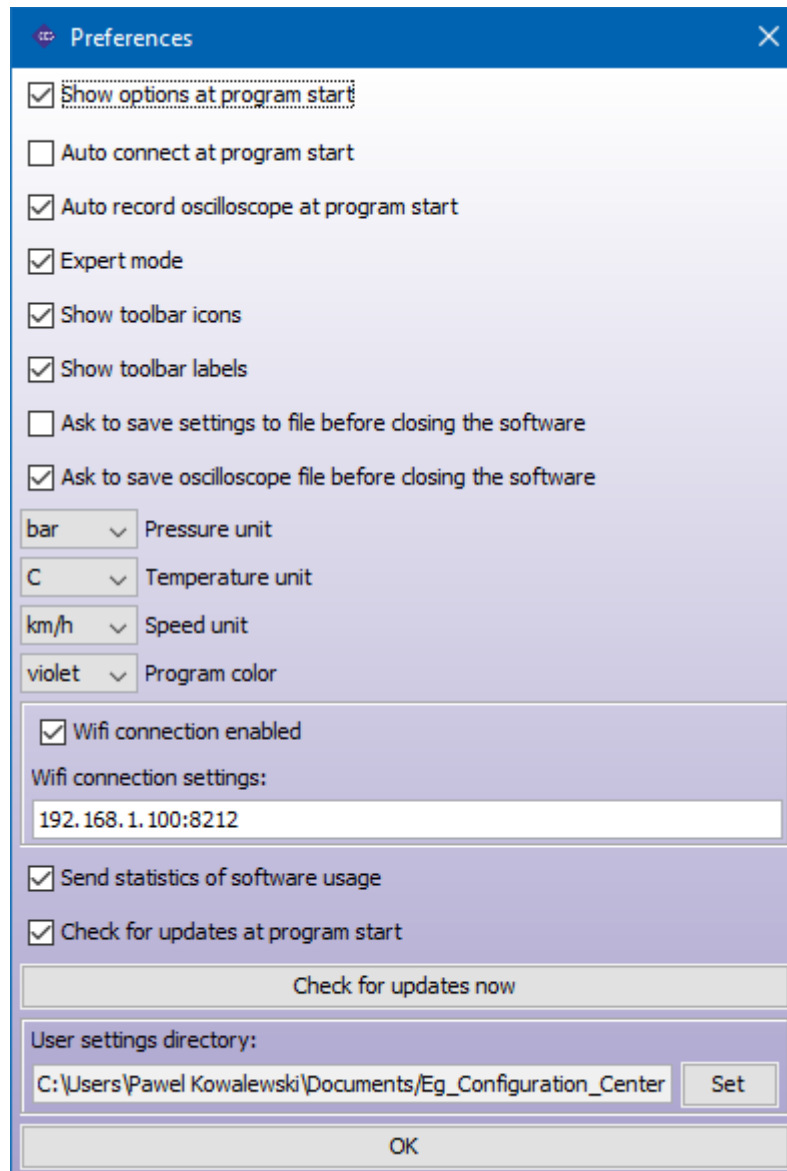 Preferences
Show options at program start
Auto connect at program start
Auto record oscilloscope at program start
Expert mode
Show toolbar icons
Show toolbar labels
Ask to save settings to file before closing the software
Ask to save oscilloscope file before closing the software
bar Pressure unit
C Temperature unit
km/h Speed unit
violet Program color
Wifi connection enabled
Wifi connection settings:
192.168.1.100:8212
Send statistics of software usage
Check for updates at program start
Check for updates now
User settings directory:
C:\Users\Pawel Kowalewski\Documents/Eg_Configuration_Center Set
OK